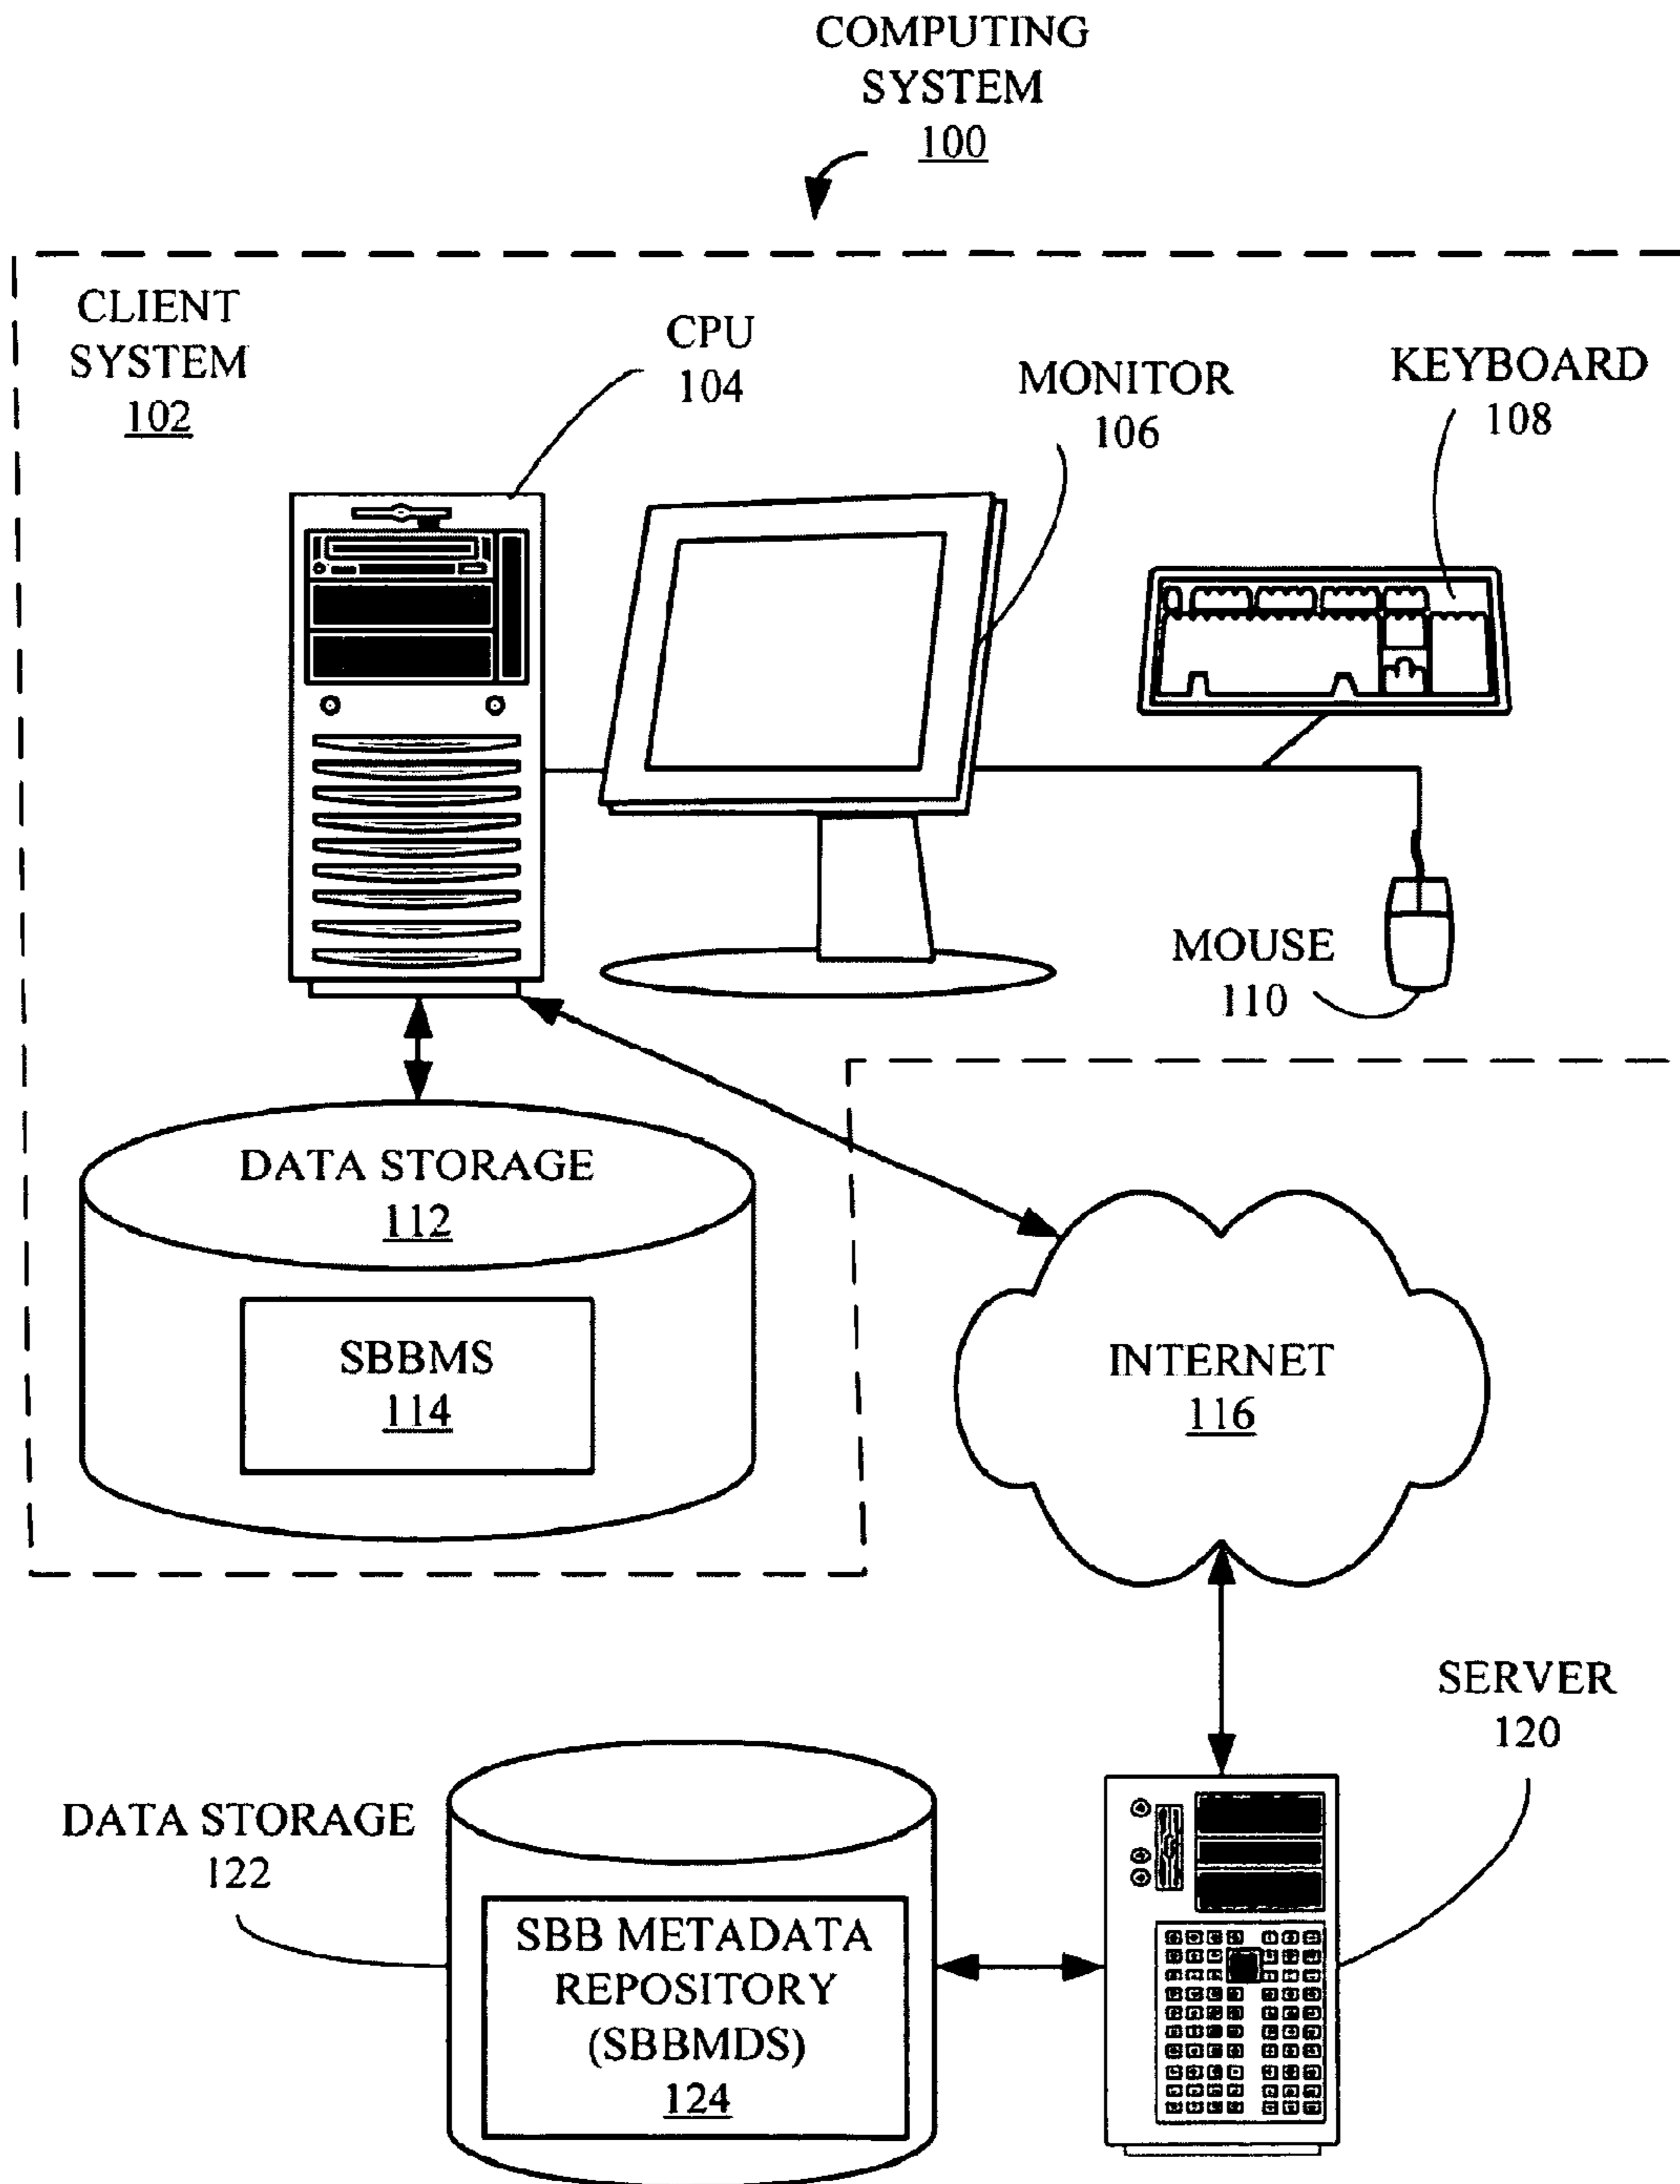 COMPUTING
SYSTEM
100
CLIENT
SYSTEM
102
CPU
104
MONITOR
106
KEYBOARD
108
MOUSE
110
DATA STORAGE
112
SBBMS
114
INTERNET
116
SERVER
120
DATA STORAGE
122
SBB METADATA
REPOSITORY
(SBBMDS)
124